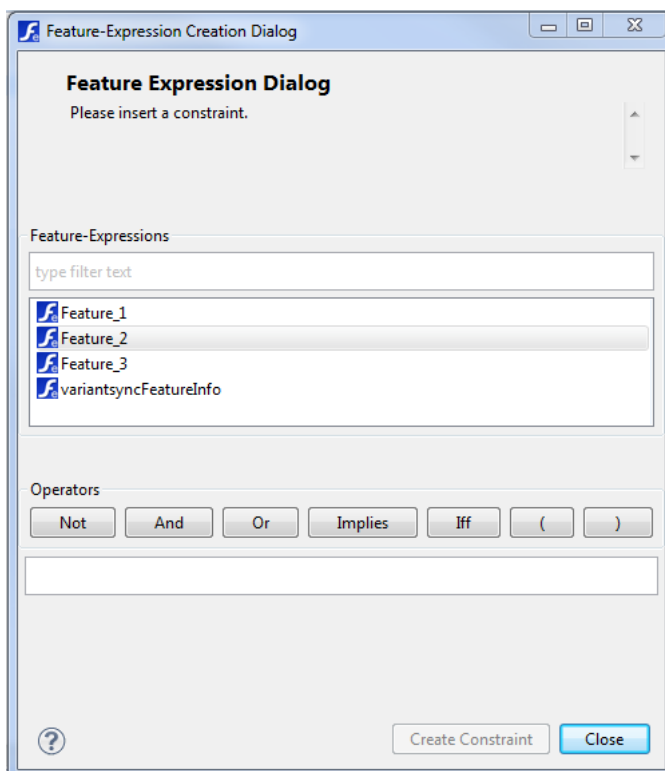 Feature-Expression Creation Dialog
Feature Expression Dialog
Please insert a constraint.
Feature-Expressions
type filter text
Feature_1
Feature_2
Feature_3
variantsyncFeatureInfo
Operators
Not And Or Implies Iff ( )
Create Constraint Close